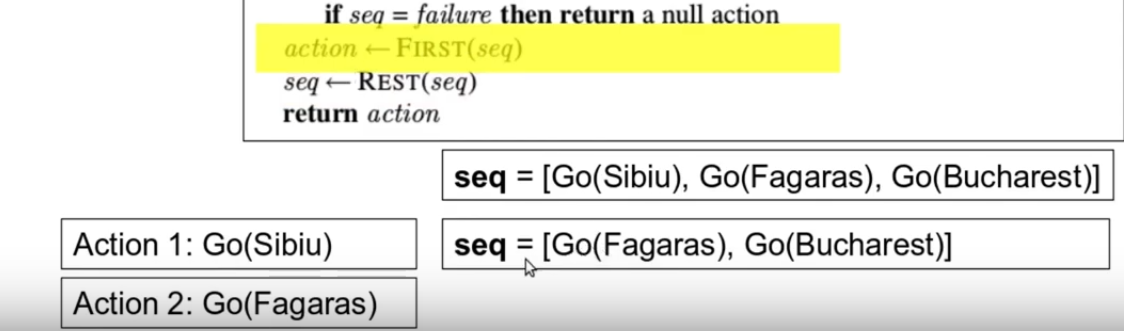 if seq = failure then return a null action
action ← FIRST(seq)
seq ← REST(seq)
return action
seq = [Go(Sibiu), Go(Fagaras), Go(Bucharest)]
Action 1: Go(Sibiu)
seq = [Go(Fagaras), Go(Bucharest)]
Action 2: Go(Fagaras)